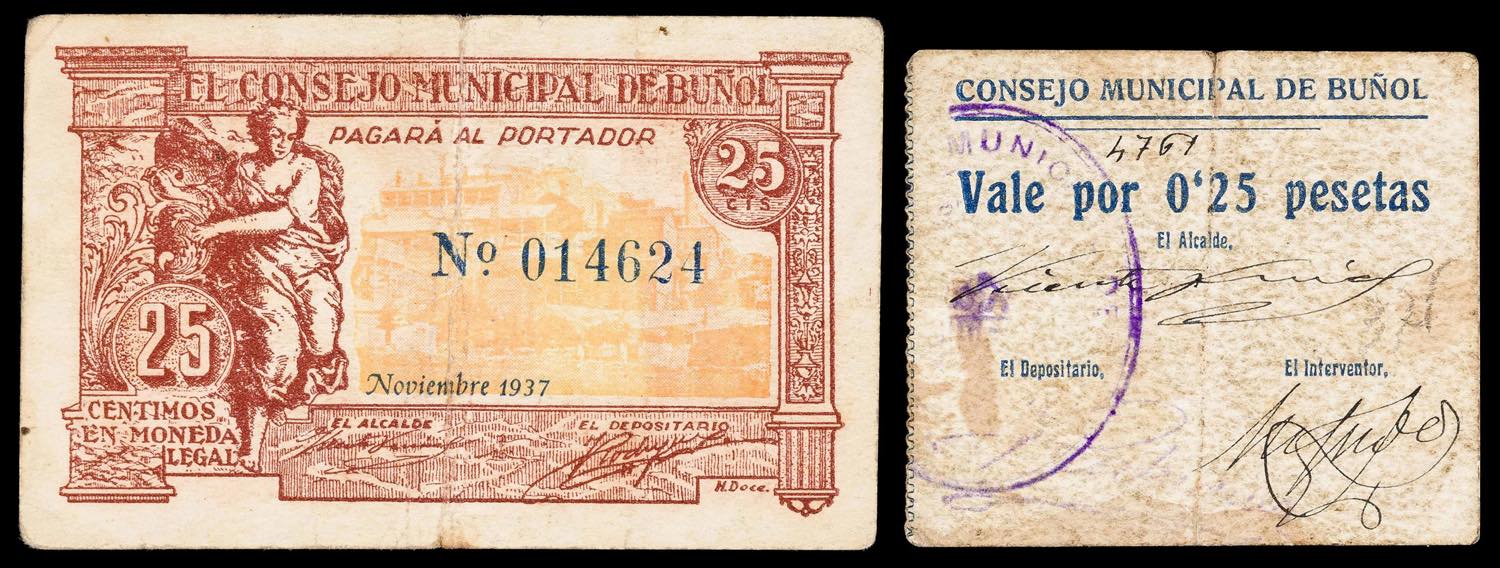 EL CONSEJO MUNICIPAL DE BUÑOL
PAGARÁ AL PORTADOR
25
CTS
Nº 014624
25
CENTIMOS
EN MONEDA
LEGAL
Noviembre 1937
EL ALCALDE
EL DEPOSITARIO
N. Doce.
CONSEJO MUNICIPAL DE BUÑOL
MUNIC
4761
Vale por 0'25 pesetas
El Alcalde,
Vicente
El Depositario,
El Interventor,